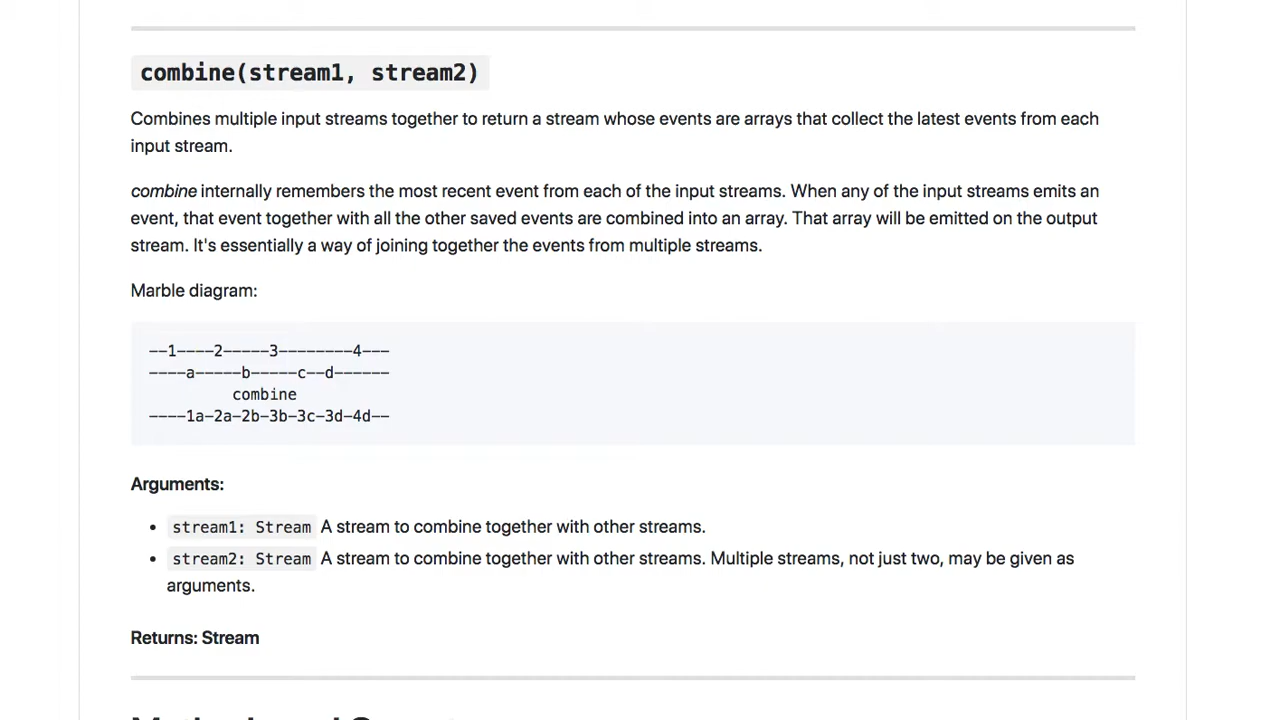 combine(stream1, stream2)
Combines multiple input streams together to return a stream whose events are arrays that collect the latest events from each
input stream.
combine internally remembers the most recent event from each of the input streams. When any of the input streams emits an
event, that event together with all the other saved events are combined into an array. That array will be emitted on the output
stream. It's essentially a way of joining together the events from multiple streams.
Marble diagram:
--1----2-----3--------4---
----a-----b-----c--d------
combine
----1a-2a-2b-3b-3c-3d-4d--
Arguments:
• stream1: Stream A stream to combine together with other streams.
• stream2: Stream A stream to combine together with other streams. Multiple streams, not just two, may be given as
arguments.
Returns: Stream